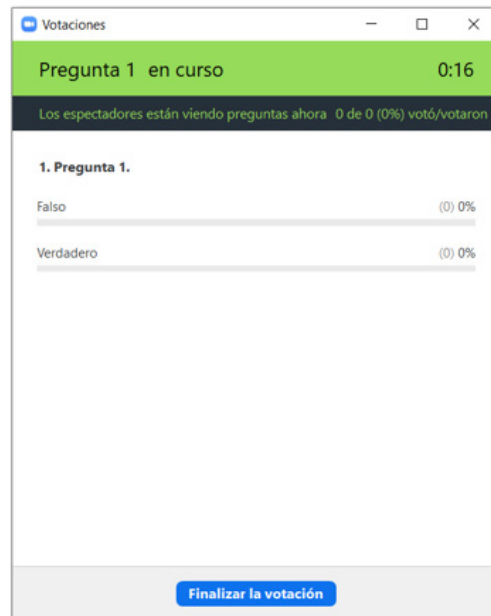 Votaciones
Pregunta 1 en curso 0:16
Los espectadores están viendo preguntas ahora 0 de 0 (0%) votó/votaron
1. Pregunta 1.
Falso (0) 0%
Verdadero (0) 0%
Finalizar la votación